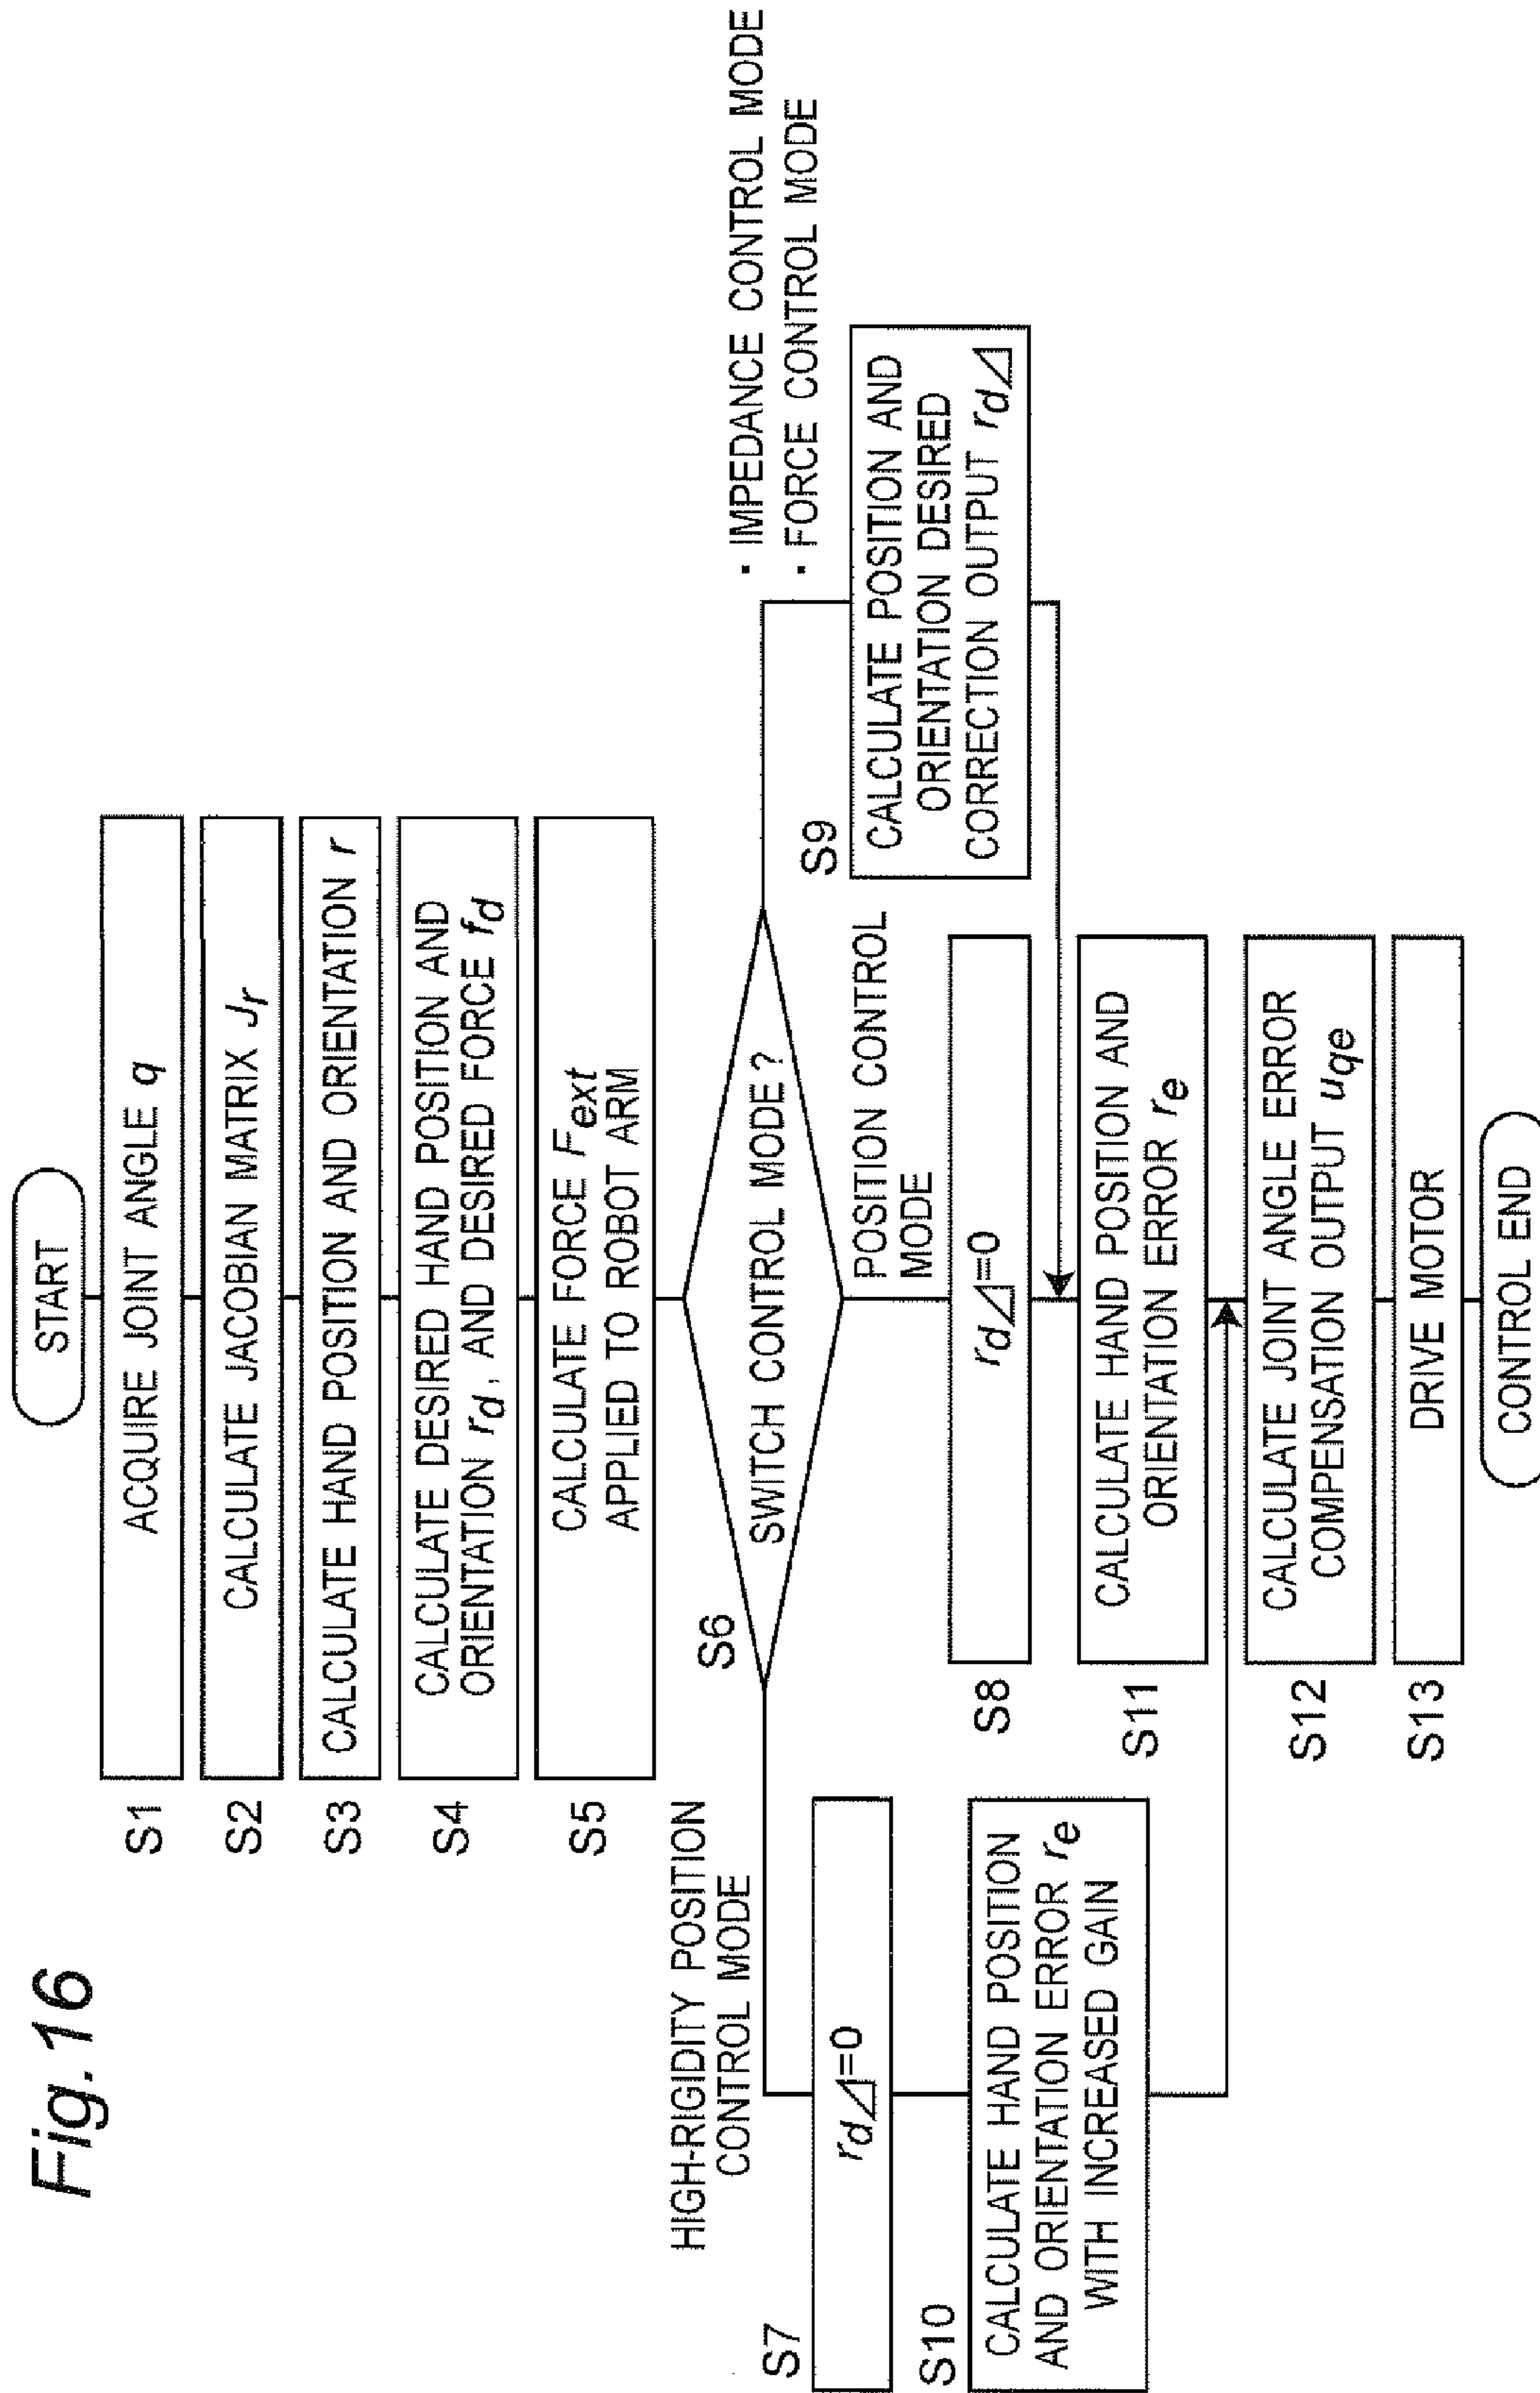 Fig.16
START
S1
ACQUIRE JOINT ANGLE q
S2
CALCULATE JACOBIAN MATRIX Jr
S3
CALCULATE HAND POSITION AND ORIENTATION r
S4
CALCULATE DESIRED HAND POSITION AND
ORIENTATION rd, AND DESIRED FORCE fd
S5
CALCULATE FORCE Fext
APPLIED TO ROBOT ARM
S6
SWITCH CONTROL MODE?
HIGH-RIGIDITY POSITION
CONTROL MODE
S7
rd⊿=0
S10
CALCULATE HAND POSITION
AND ORIENTATION ERROR re
WITH INCREASED GAIN
POSITION CONTROL
MODE
S8
rd⊿=0
· IMPEDANCE CONTROL MODE
· FORCE CONTROL MODE
S9
CALCULATE POSITION AND
ORIENTATION DESIRED
CORRECTION OUTPUT rd⊿
S11
CALCULATE HAND POSITION AND
ORIENTATION ERROR re
S12
CALCULATE JOINT ANGLE ERROR
COMPENSATION OUTPUT uqe
S13
DRIVE MOTOR
CONTROL END